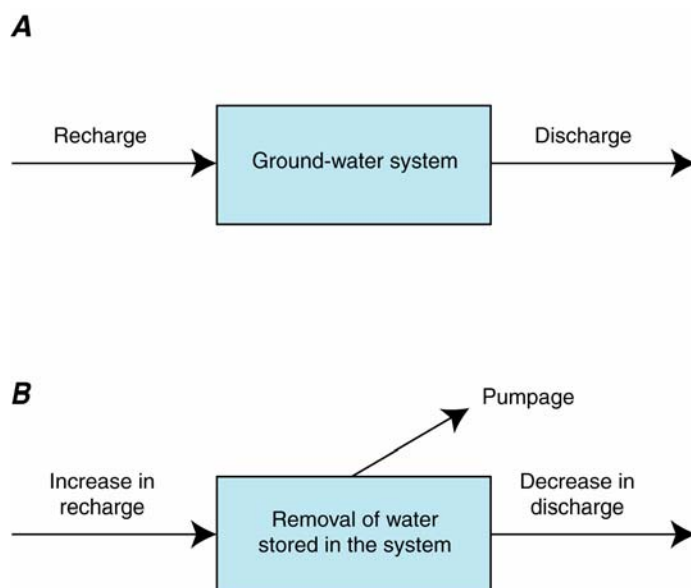 A
Recharge
Ground-water system
Discharge
B
Pumpage
Increase in
recharge
Removal of water
stored in the system
Decrease in
discharge